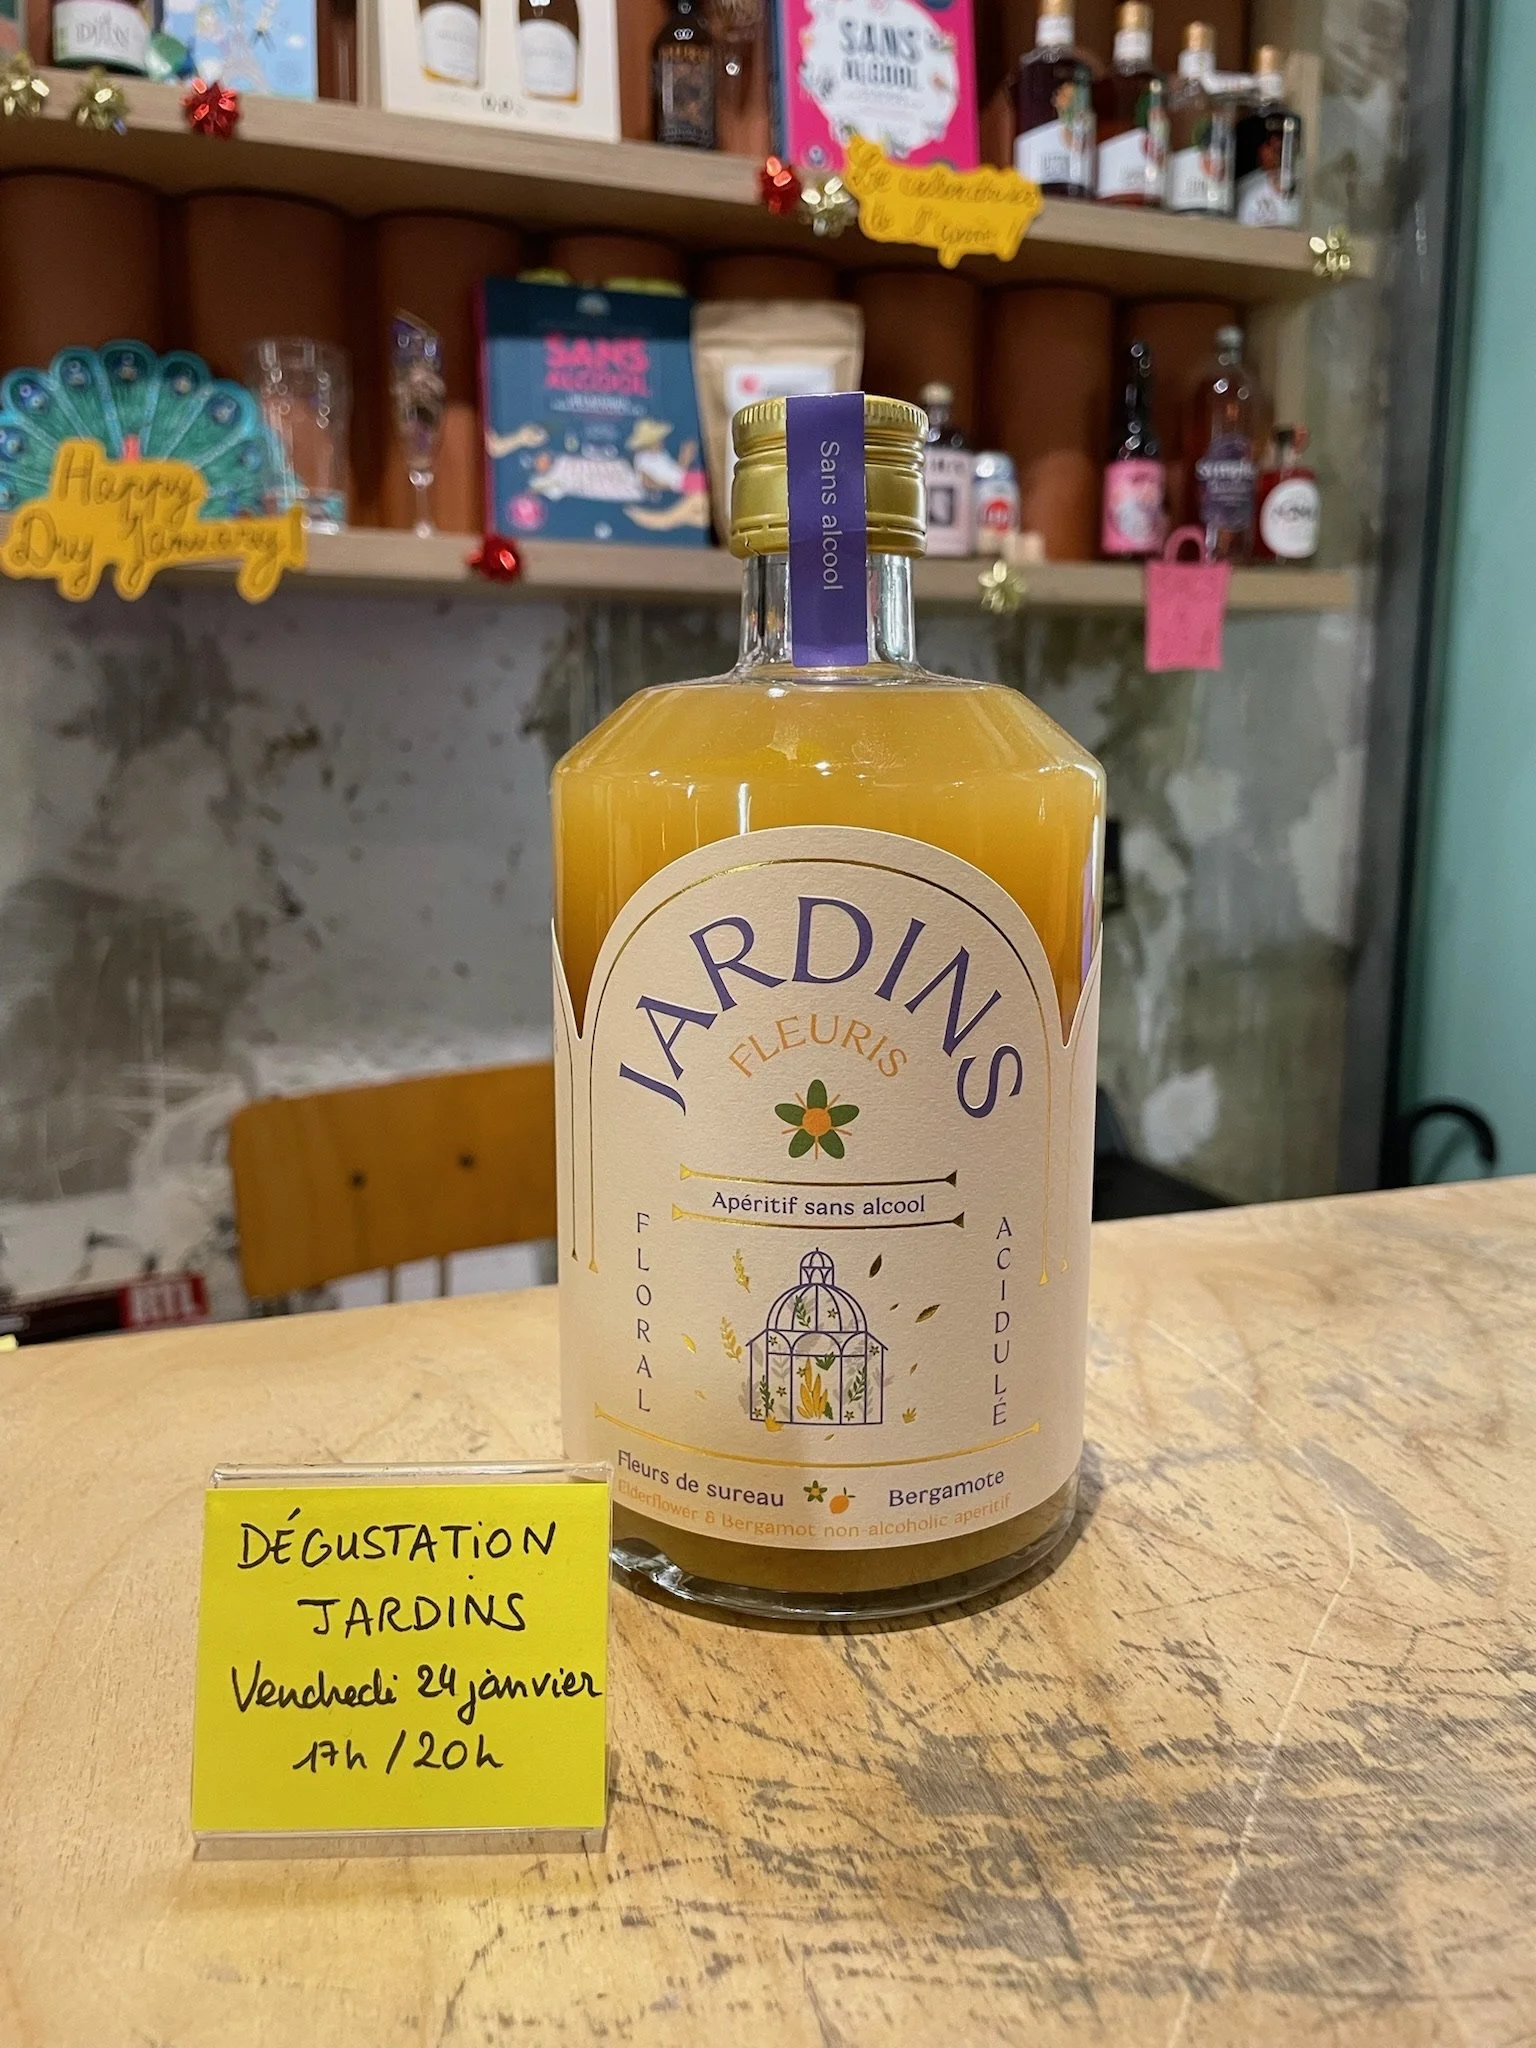 SANS
ALCOOL
SANS
ALCOOL
Happy
Dry January!
Sans alcool
JARDINS
FLEURIS
Apéritif sans alcool
FLORAL
ACIDULÉ
Fleurs de sureau
Bergamote
Elderflower & Bergamot non-alcoholic aperitif
RTL
DÉGUSTATION
JARDINS
Vendredi 24 janvier
17h / 20h